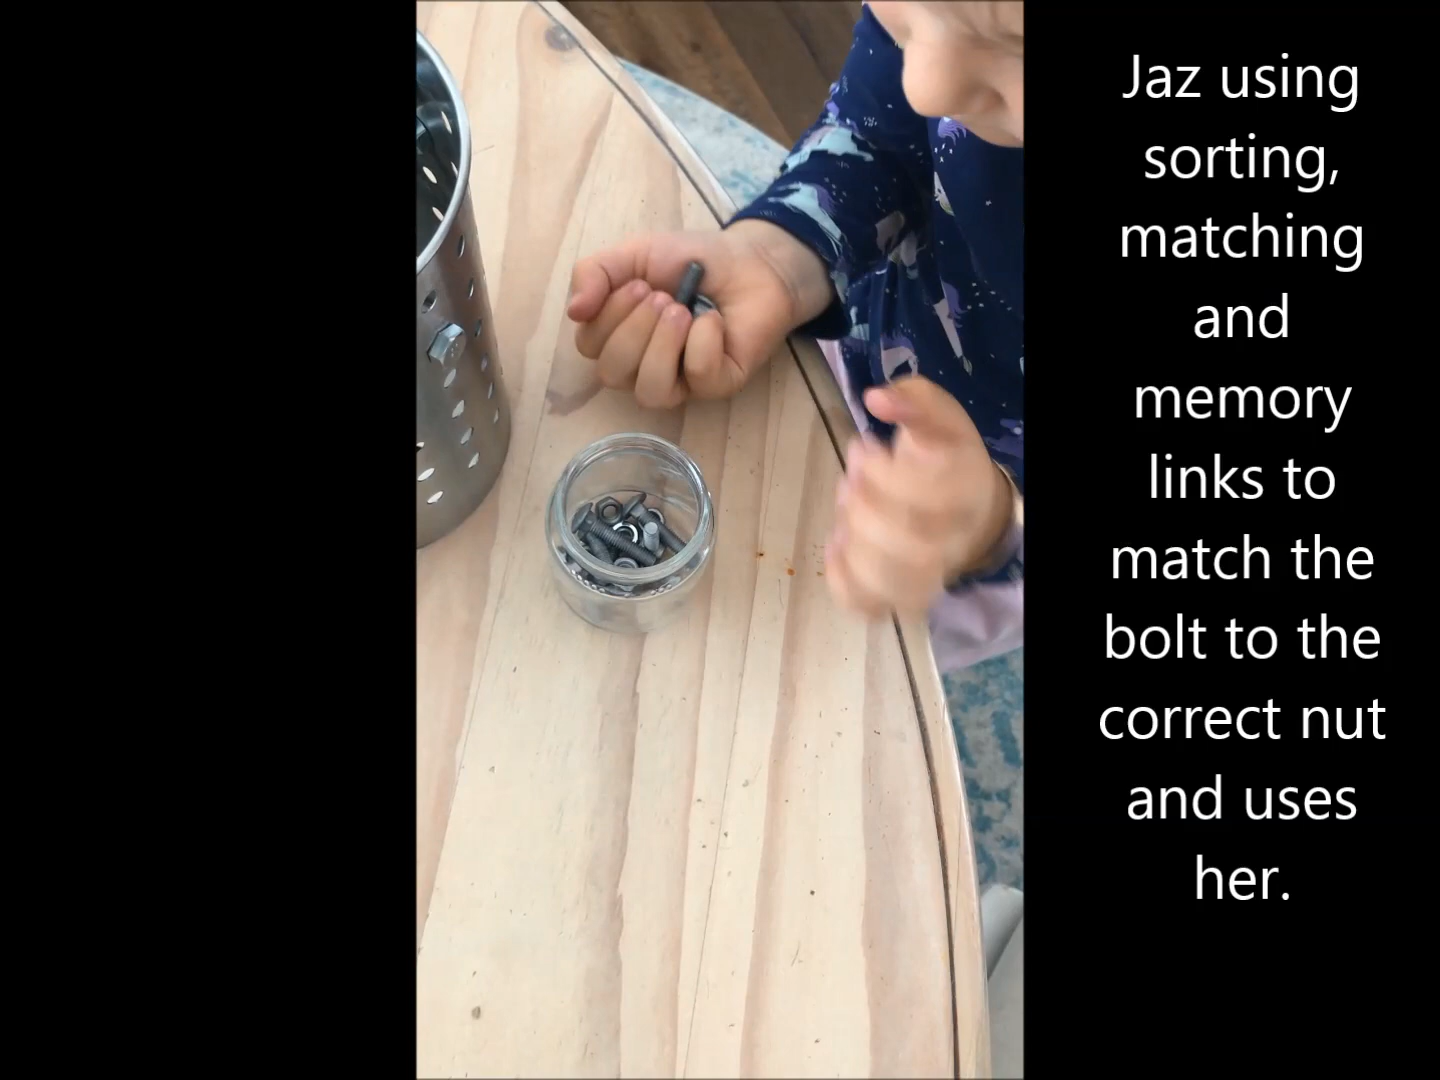 Jaz using
sorting,
matching
and
memory
links to
match the
bolt to the
correct nut
and uses
her.